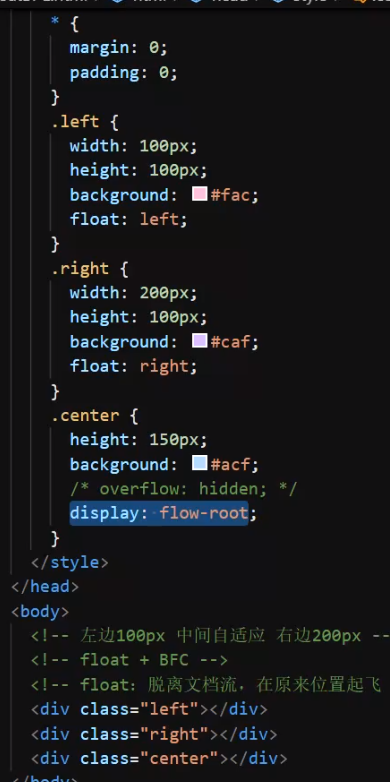 * {
margin: 0;
padding: 0;
}
.left {
width: 100px;
height: 100px;
background: #fac;
float: left;
}
.right {
width: 200px;
height: 100px;
background: #caf;
float: right;
}
.center {
height: 150px;
background: #acf;
/* overflow: hidden; */
display: flow-root;
}
</style>
</head>
<body>
<!-- 左边100px 中间自适应 右边200px --
<!-- float + BFC -->
<!-- float: 脱离文档流，在原来位置起飞
<div class="left"></div>
<div class="right"></div>
<div class="center"></div>
</body>